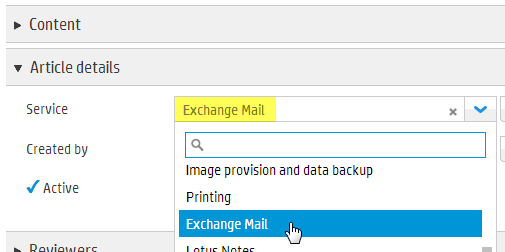 Content
Article details
Service
Exchange Mail
Created by
Image provision and data backup
Active
Printing
Exchange Mail
Lotus Notes
Reviewers